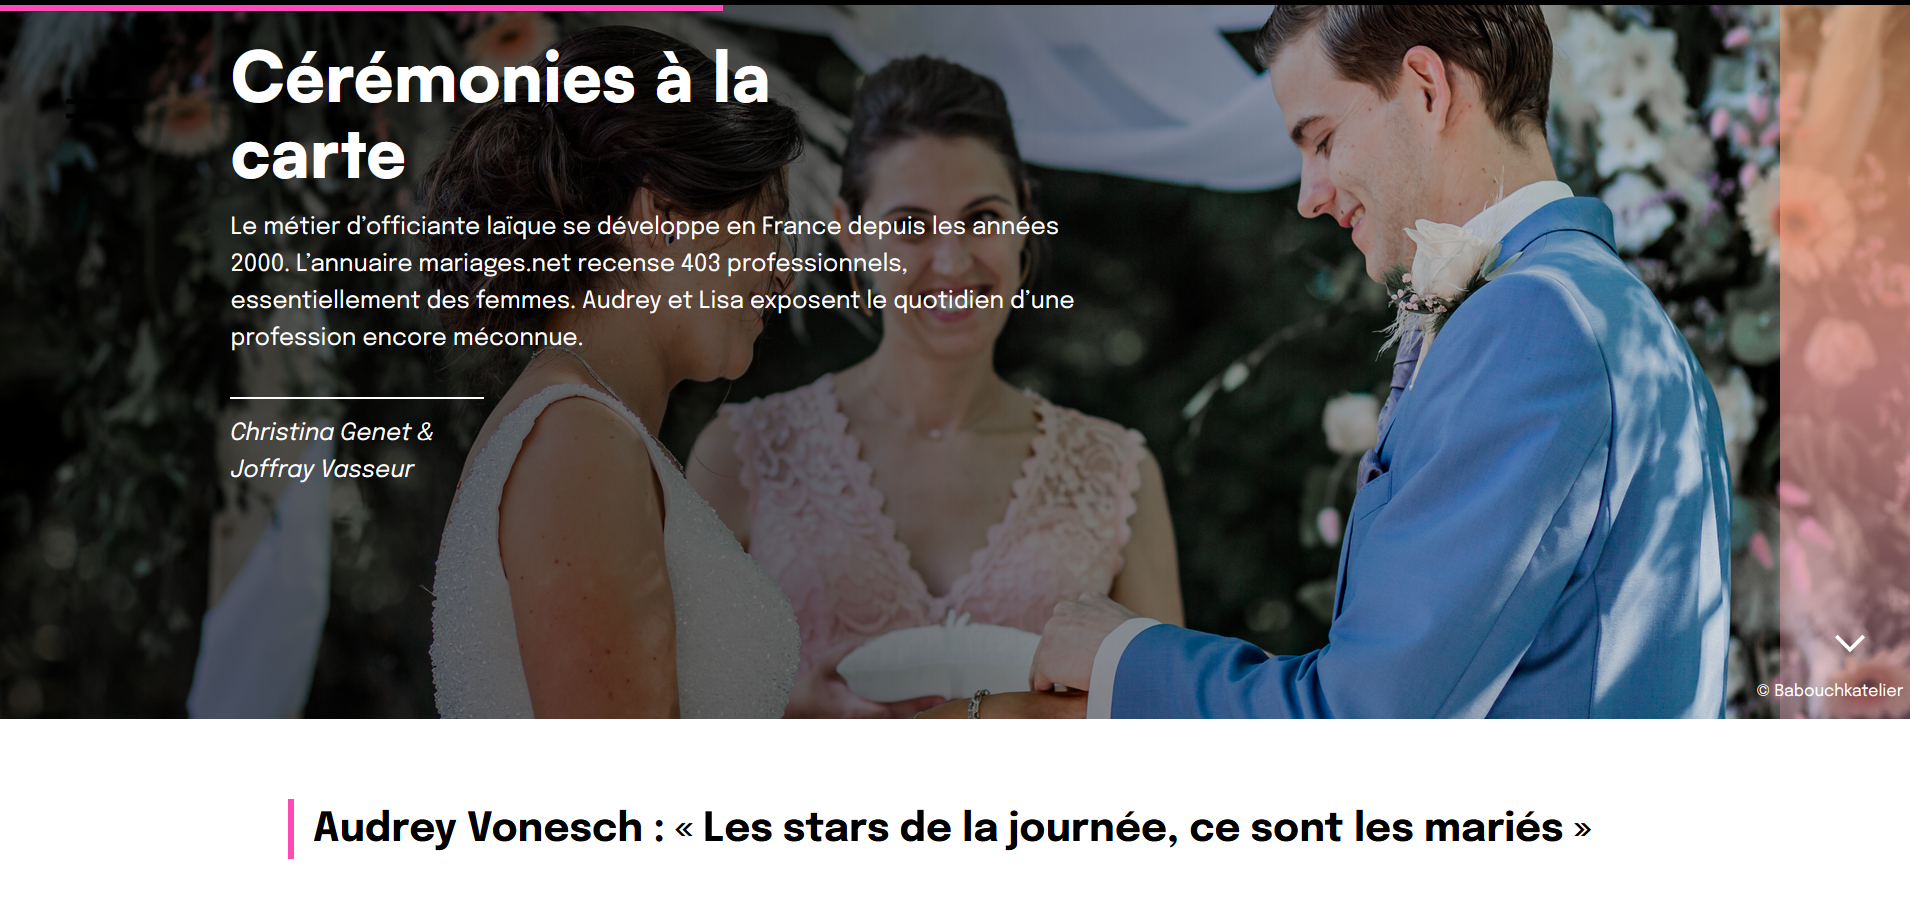 Cérémonies à la
carte
Le métier d’officiante laïque se développe en France depuis les années
2000. L’annuaire mariages.net recense 403 professionnels,
essentiellement des femmes. Audrey et Lisa exposent le quotidien d’une
profession encore méconnue.
Christina Genet &
Joffray Vasseur
© Babouchkatelier
Audrey Vonesch : « Les stars de la journée, ce sont les mariés »